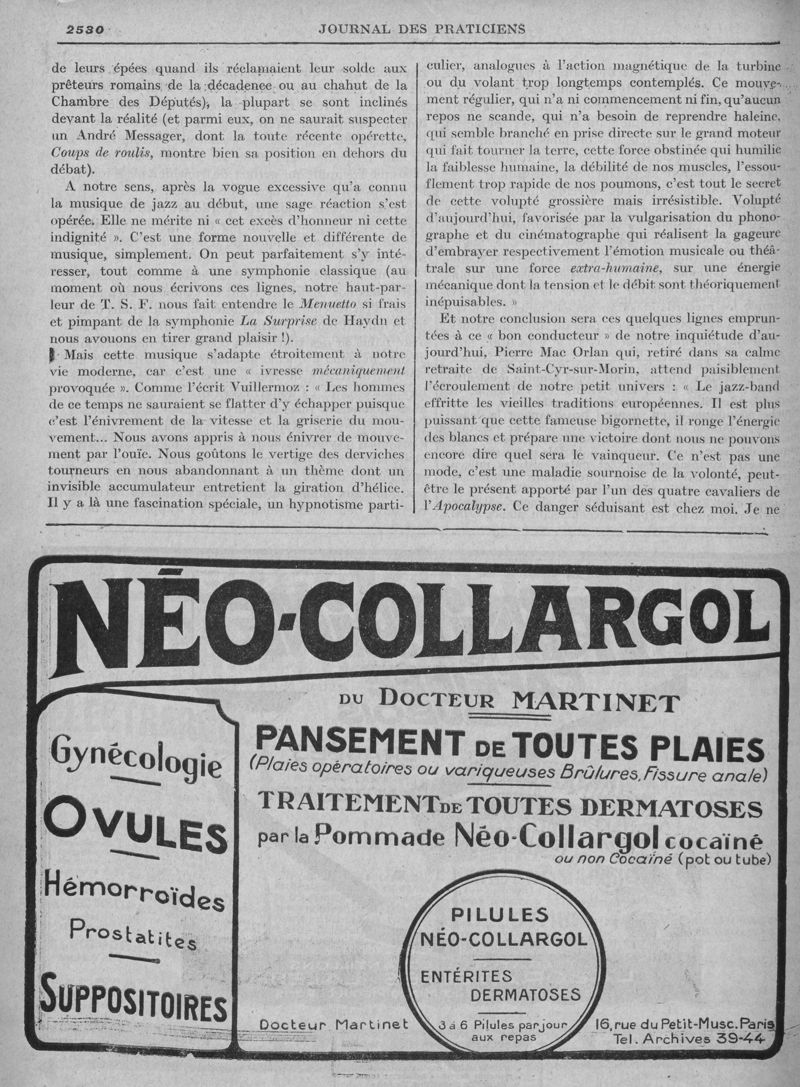 2530 JOURNAL DES PRATICIENS
de leurs épées quand ils réclamaient leur solde aux
prêteurs romains de la décadence ou au chahut de la
Chambre des Députés), la plupart se sont inclinés
devant la réalité (et parmi eux, on ne saurait suspecter
un André Messager, dont la toute récente opérette,
Coups de roulis, montre bien sa position en dehors du
débat).
A notre sens, après la vogue excessive qu'a connu
la musique de jazz au début, une sage réaction s'est
opérée. Elle ne mérite ni « cet excès d'honneur ni cette
indignité ». C'est une forme nouvelle et différente de
musique, simplement. On peut parfaitement s'y inté-
resser, tout comme à une symphonie classique (au
moment où nous écrivons ces lignes, notre haut-par-
leur de T. S. F. nous fait entendre le Menuetto si frais
et pimpant de la symphonie La Surprise de Haydn et
nous avouons en tirer grand plaisir !).
Mais cette musique s'adapte étroitement à notre
vie moderne, car c'est une « ivresse mécaniquement
provoquée ». Comme l'écrit Vuillermoz : « Les hommes
de ce temps ne sauraient se flatter d'y échapper puisque
c'est l'énivrement de la vitesse et la griserie du mou-
vement... Nous avons appris à nous énivrer de mouve-
ment par l'ouïe. Nous goûtons le vertige des derviches
tourneurs en nous abandonnant à un thème dont un
invisible accumulateur entretient la giration d'hélice.
Il y a là une fascination spéciale, un hypnotisme parti-
culier, analogues à l'action magnétique de la turbine
ou du volant trop longtemps contemplés. Ce mouve-
ment régulier, qui n'a ni commencement ni fin, qu'aucun
repos ne scande, qui n'a besoin de reprendre haleine,
qui semble branché en prise directe sur le grand moteur
qui fait tourner la terre, cette force obstinée qui humilie
la faiblesse humaine, la débilité de nos muscles, l'essou-
flement trop rapide de nos poumons, c'est tout le secret
de cette volupté grossière mais irrésistible. Volupté
d'aujourd'hui, favorisée par la vulgarisation du phono-
graphe et du cinématographe qui réalisent la gageure
d'embrayer respectivement l'émotion musicale ou théâ-
trale sur une force extra-humaine, sur une énergie
mécanique dont la tension et le débit sont théoriquement
inépuisables. »
Et notre conclusion sera ces quelques lignes emprun-
tées à ce « bon conducteur » de notre inquiétude d'au-
jourd'hui, Pierre Mac Orlan qui, retiré dans sa calme
retraite de Saint-Cyr-sur-Morin, attend paisiblement
l'écroulement de notre petit univers : « Le jazz-band
effritte les vieilles traditions européennes. Il est plus
puissant que cette fameuse bigornette, il ronge l'énergie
des blancs et prépare une victoire dont nous ne pouvons
encore dire quel sera le vainqueur. Ce n'est pas une
mode, c'est une maladie sournoise de la volonté, peut-
être le présent apporté par l'un des quatre cavaliers de
l'Apocalypse. Ce danger séduisant est chez moi. Je ne
NÉO-COLLARGOL
DU DOCTEUR MARTINET
Gynécologie
OVULES
Hémorroïdes
Prostatites
SUPPOSITOIRES
PANSEMENT DE TOUTES PLAIES
(Plaies opératoires ou variqueuses Brûlures, Fissure anale)
TRAITEMENT DE TOUTES DERMATOSES
par la Pommade Néo-Collargol cocaïné
ou non Cocaïné (pot ou tube)
PILULES
NÉO-COLLARGOL
ENTÉRITES
DERMATOSES
3 à 6 Pilules par jour
aux repas
Docteur Martinet
16, rue du Petit-Musc. Paris
Tel. Archives 39-44